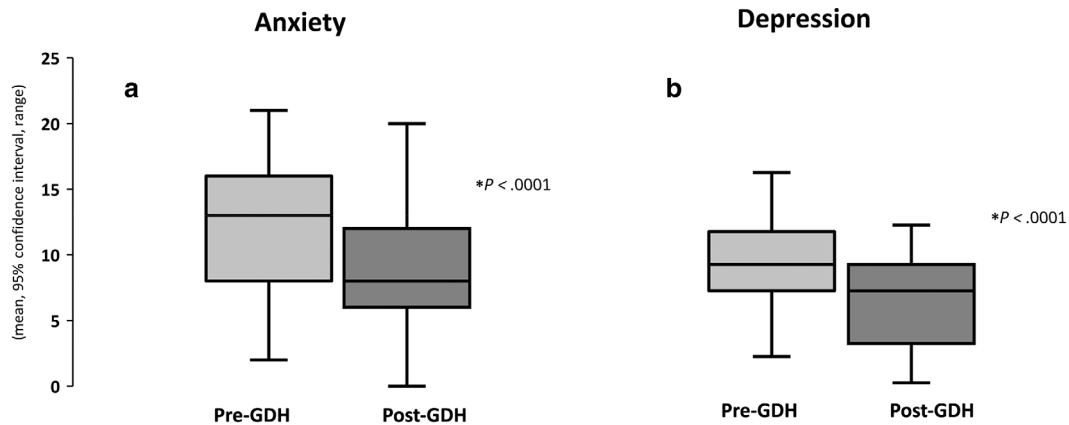 Anxiety
Depression
(mean, 95% confidence interval, range)
25
20
15
10
5
0
a
*P < .0001
Pre-GDH
Post-GDH
b
*P < .0001
Pre-GDH
Post-GDH